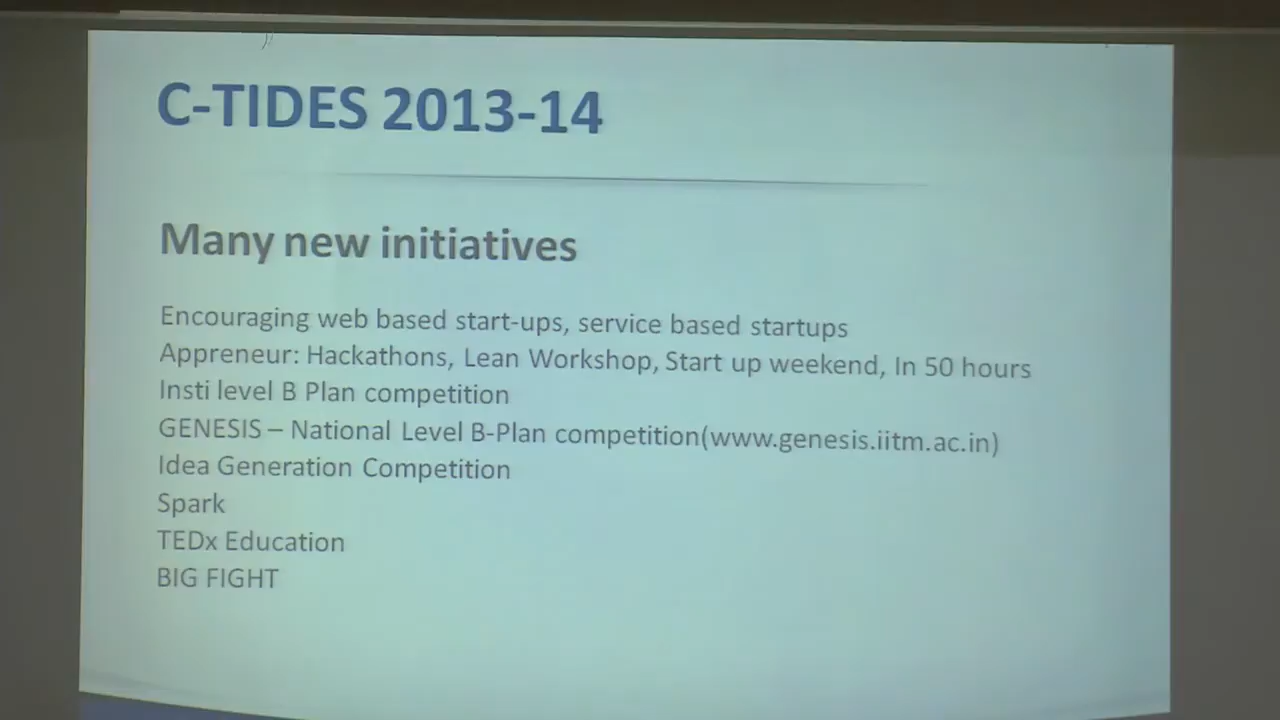 C-TIDES 2013-14
Many new initiatives
Encouraging web based start-ups, service based startups
Appreneur: Hackathons, Lean Workshop, Start up weekend, In 50 hours
Insti level B Plan competition
GENESIS – National Level B-Plan competition(www.genesis.iitm.ac.in)
Idea Generation Competition
Spark
TEDx Education
BIG FIGHT